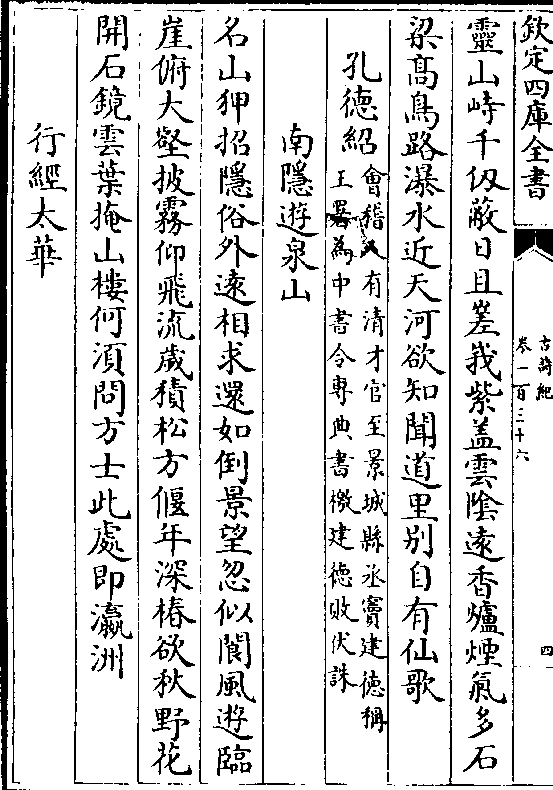 欽定四庫全書
古詩紀
卷一百三十六
四
靈山峙千仭蔽日且嵳峩紫盖雲隂遠香爐煙氣多石
梁髙鳥路瀑水近天河欲知聞道里别自有仙歌
孔德紹
會稽人有清才官至景城縣丞竇建德稱
王署為中書令専典書檄建德敗伏誅
南隱遊泉山
名山狎招隱俗外遠相求還如倒景望忽似閬風遊臨
崖俯大壑披霧仰飛流歳積松方偃年深椿欲秋野花
開石鏡雲葉掩山樓何須問方士此處即瀛洲
行經太華